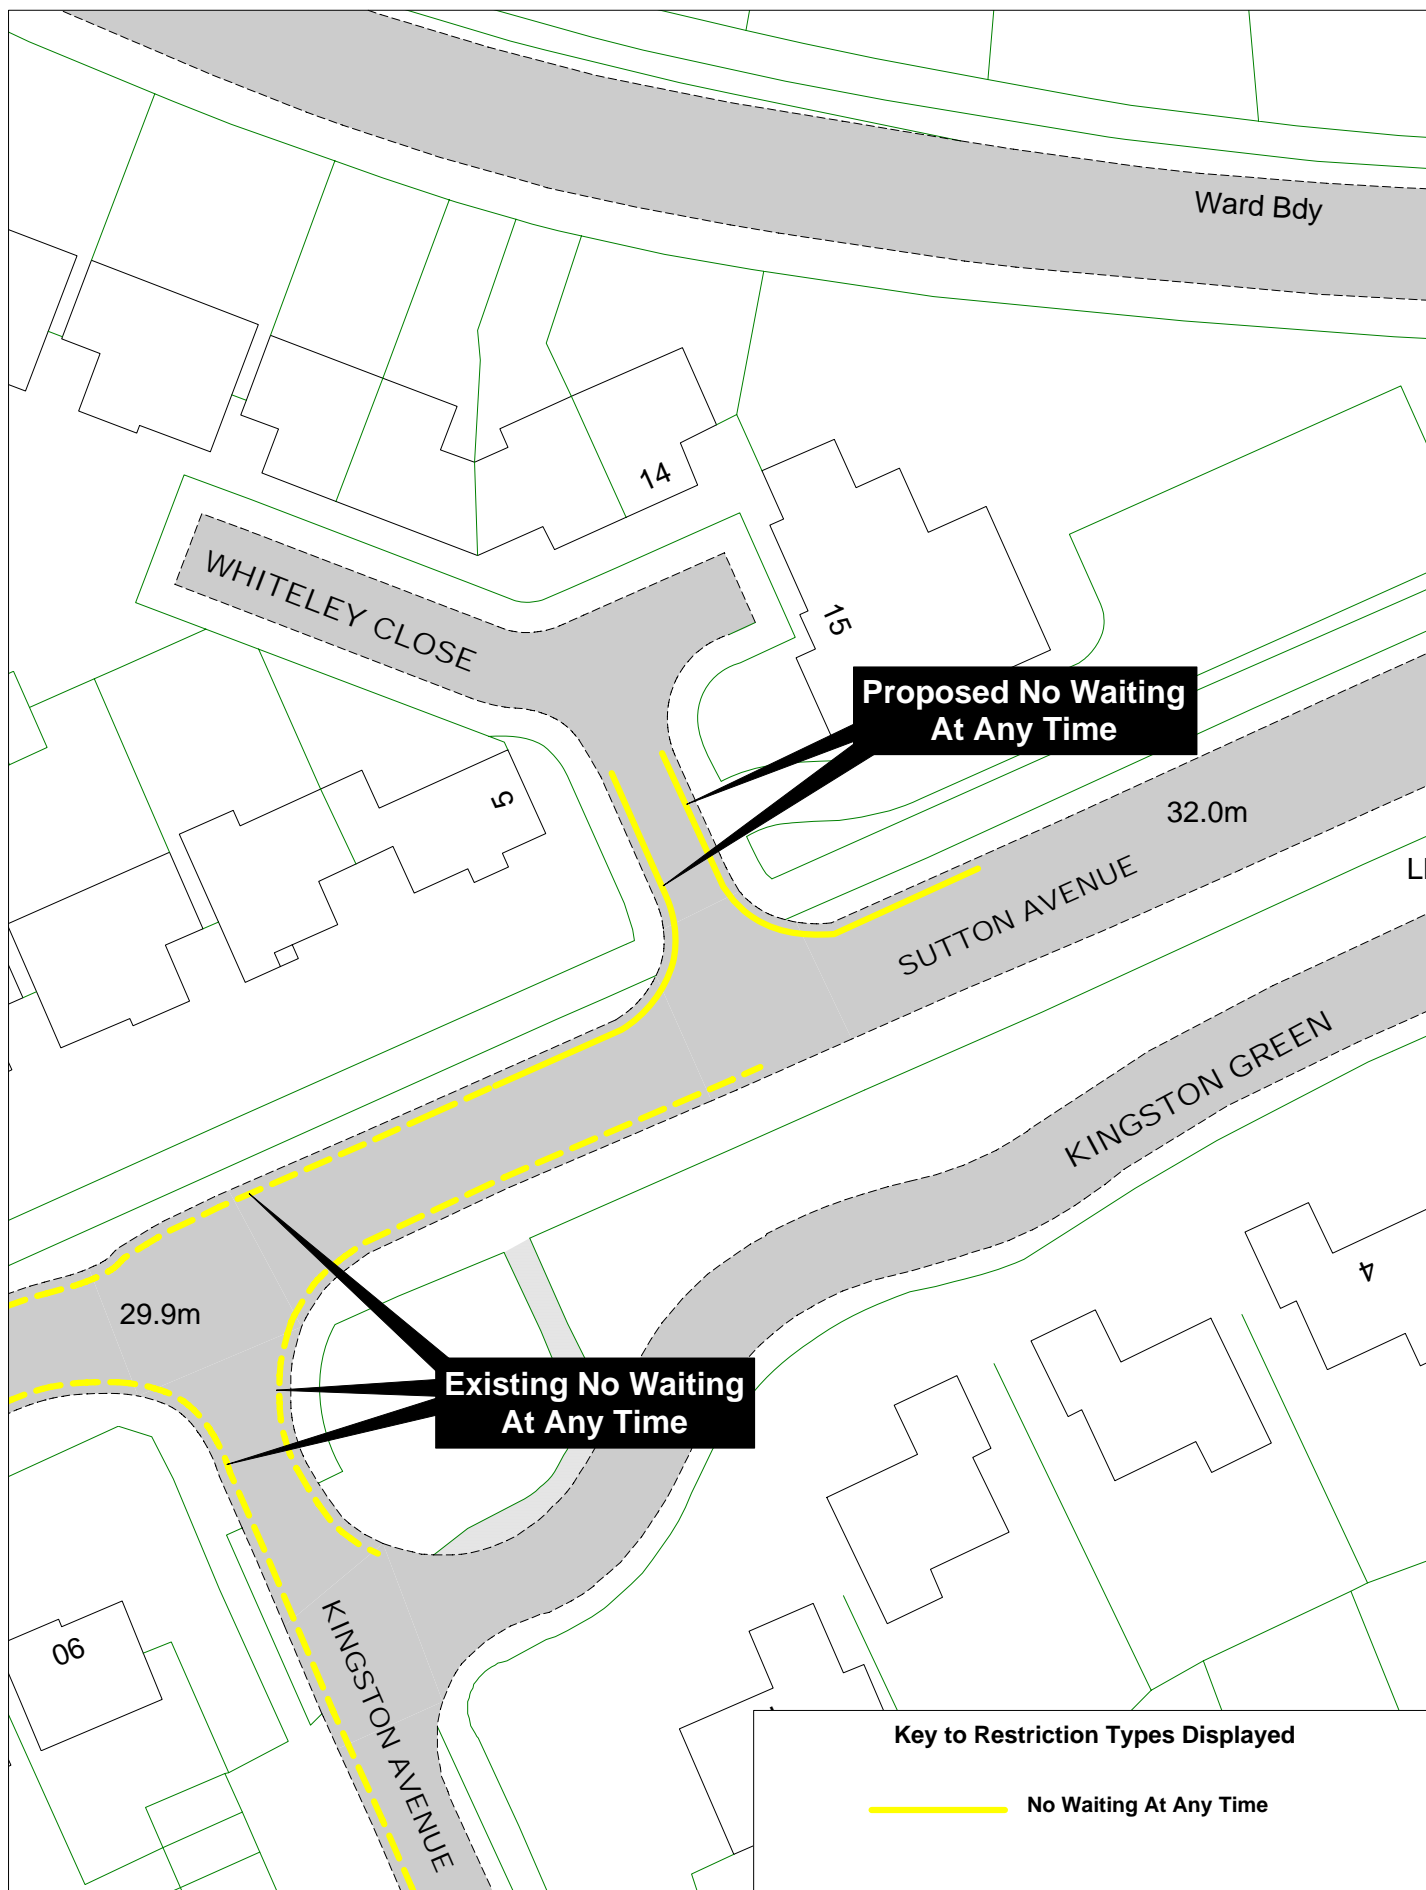 Ward Bdy
14
WHITELEY CLOSE
15
Proposed No Waiting
At Any Time
5
32.0m
SUTTON AVENUE
KINGSTON GREEN
29.9m
4
Existing No Waiting
At Any Time
90
KINGSTON AVENUE
Key to Restriction Types Displayed
No Waiting At Any Time